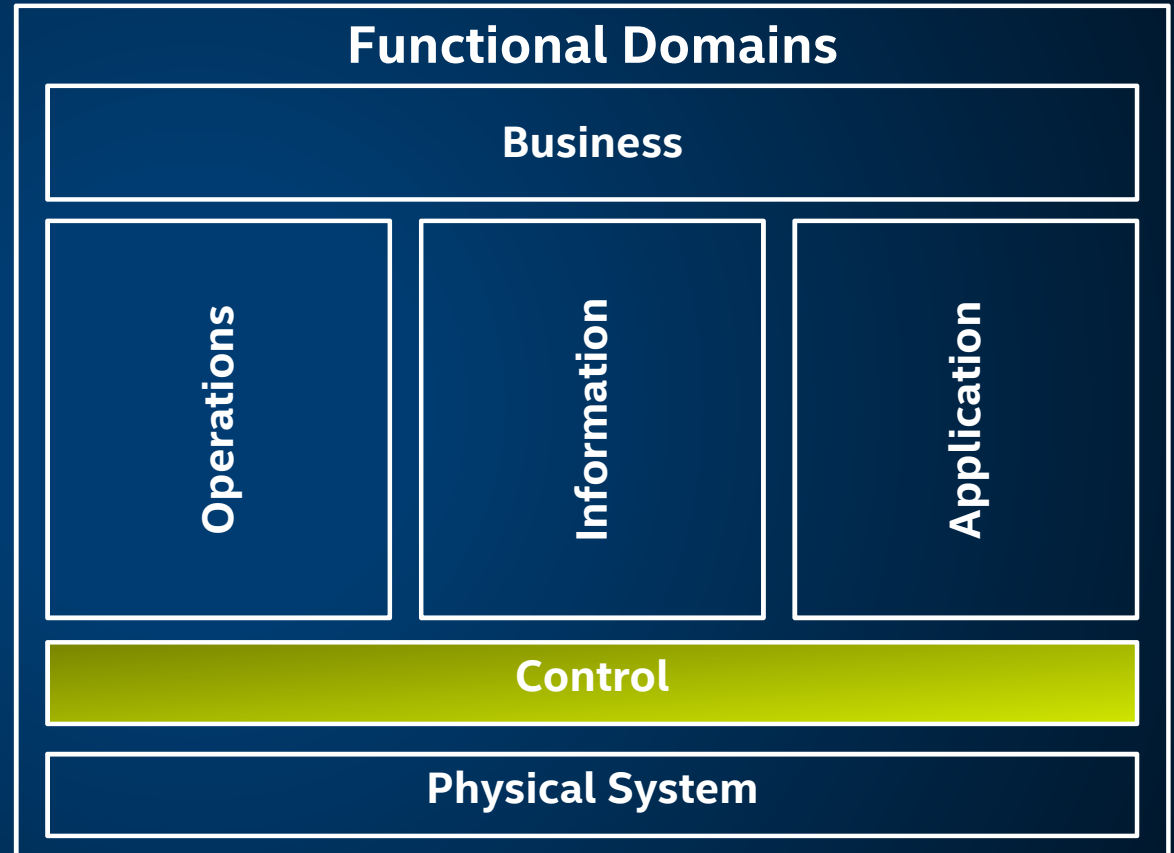 Functional Domains
Business
Operations
Information
Application
Control
Physical System